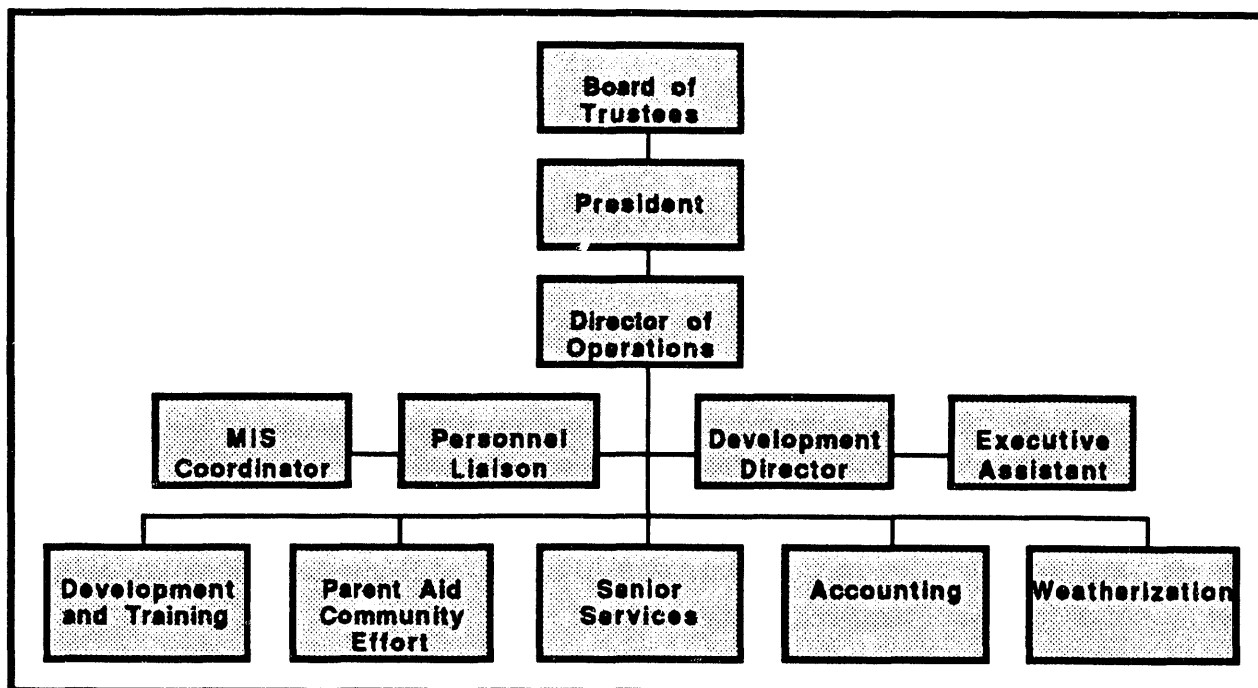 Board of
Trustees
President
Director of
Operations
MIS
Coordinator
Personnel
Liaison
Development
Director
Executive
Assistant
Development
and Training
Parent Aid
Community
Effort
Senior
Services
Accounting
Weatherization